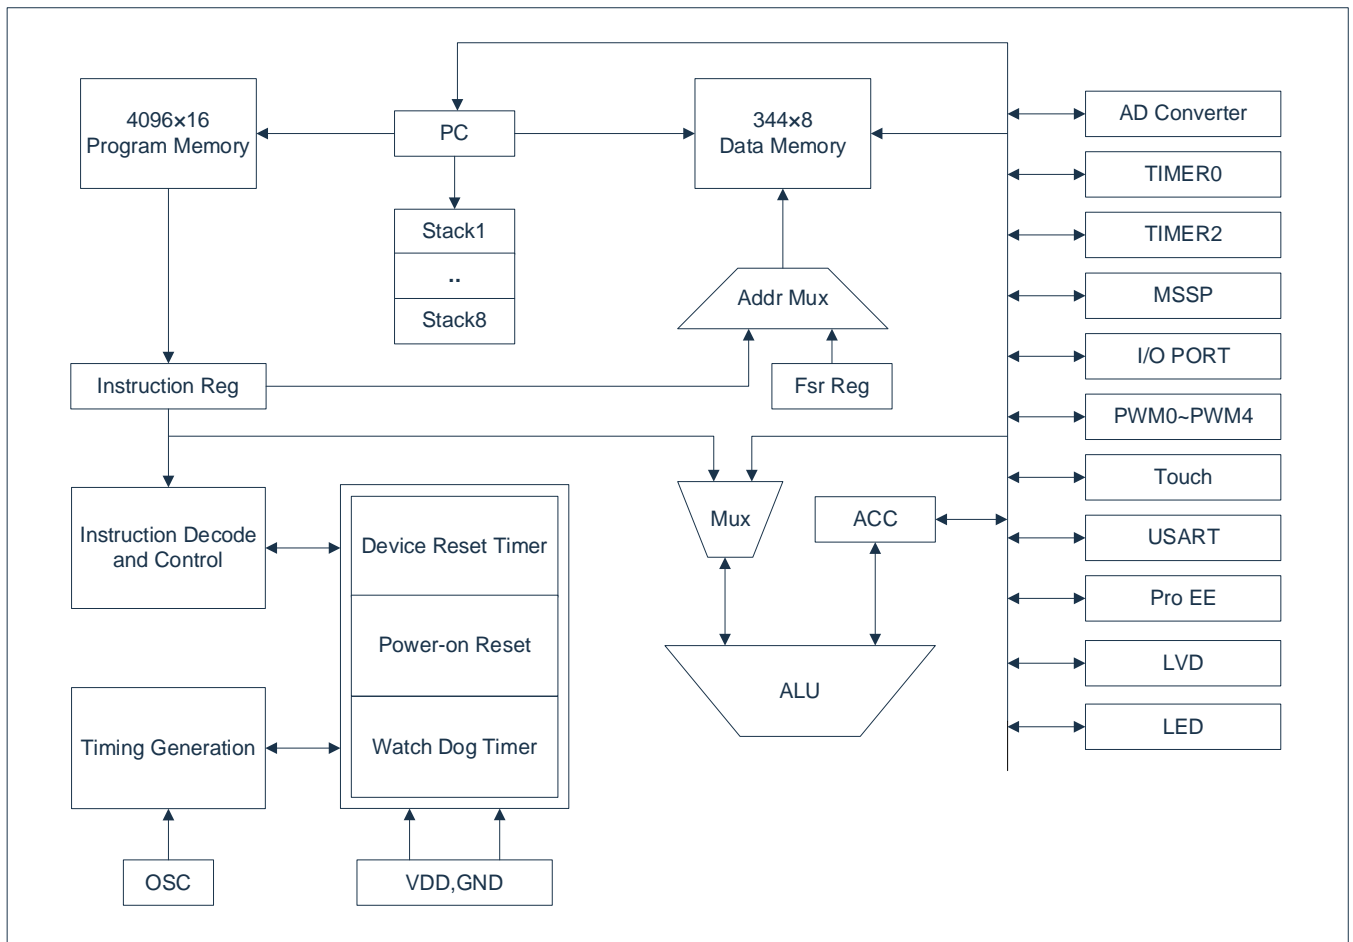 4096×16
Program Memory
PC
344×8
Data Memory
AD Converter
TIMER0
TIMER2
MSSP
I/O PORT
PWM0~PWM4
Touch
USART
Pro EE
LVD
LED
Stack1
..
Stack8
Addr Mux
Instruction Reg
Fsr Reg
Instruction Decode
and Control
Device Reset Timer
Power-on Reset
Watch Dog Timer
Mux
ACC
ALU
Timing Generation
OSC
VDD,GND